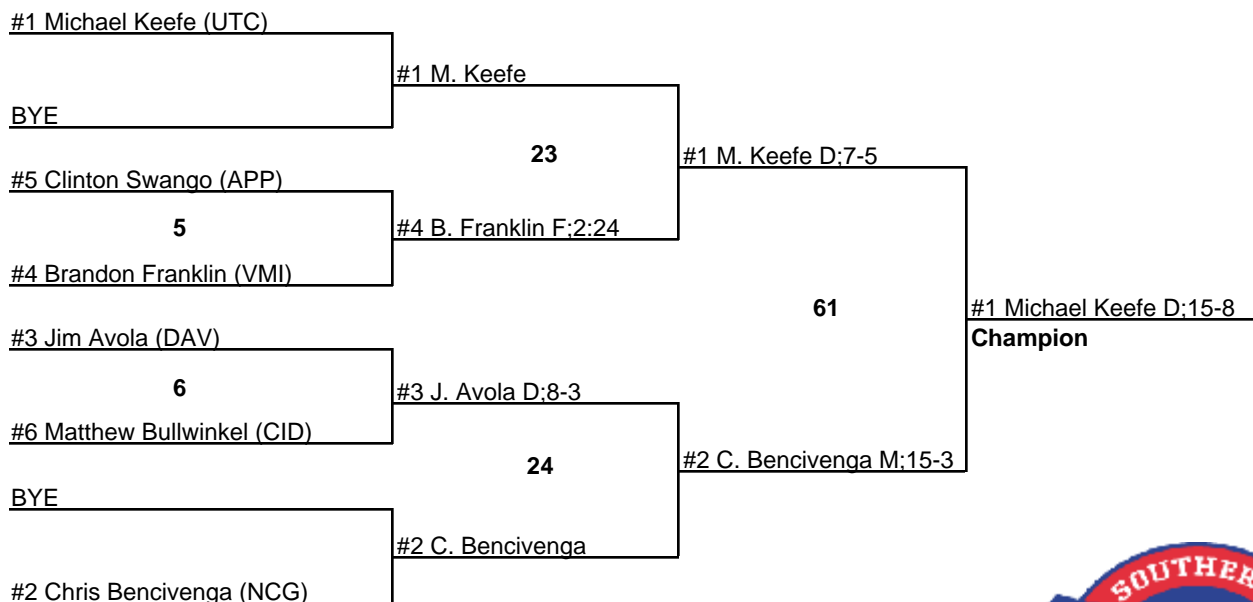 #1 Michael Keefe (UTC)
#1 M. Keefe
BYE
23
#1 M. Keefe D;7-5
#5 Clinton Swango (APP)
5
#4 B. Franklin F;2:24
#4 Brandon Franklin (VMI)
61
#1 Michael Keefe D;15-8
Champion
#3 Jim Avola (DAV)
6
#3 J. Avola D;8-3
#6 Matthew Bullwinkel (CID)
24
#2 C. Bencivenga M;15-3
BYE
#2 C. Bencivenga
#2 Chris Bencivenga (NCG)